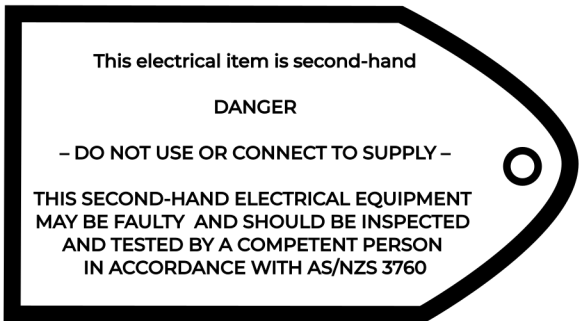 This electrical item is second-hand
DANGER
– DO NOT USE OR CONNECT TO SUPPLY –
THIS SECOND-HAND ELECTRICAL EQUIPMENT
MAY BE FAULTY AND SHOULD BE INSPECTED
AND TESTED BY A COMPETENT PERSON
IN ACCORDANCE WITH AS/NZS 3760